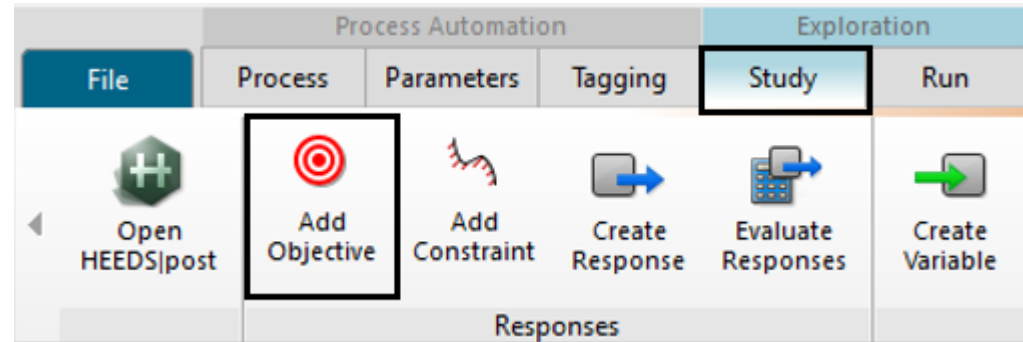 Process Automation
Exploration
File
Process
Parameters
Tagging
Study
Run
Open
HEEDS|post
Add
Objective
Add
Constraint
Create
Response
Evaluate
Responses
Create
Variable
Responses